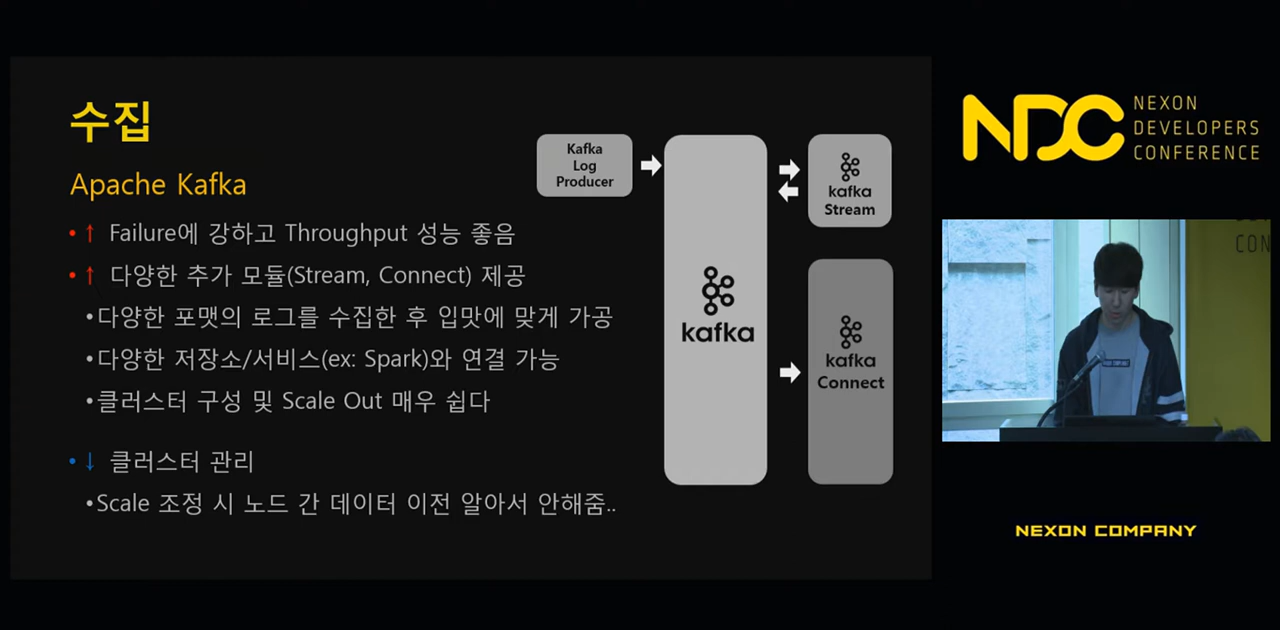 수집
Apache Kafka
• ↑ Failure에 강하고 Throughput 성능 좋음
• ↑ 다양한 추가 모듈(Stream, Connect) 제공
•다양한 포맷의 로그를 수집한 후 입맛에 맞게 가공
•다양한 저장소/서비스(ex: Spark)와 연결 가능
•클러스터 구성 및 Scale Out 매우 쉽다
• ↓ 클러스터 관리
•Scale 조정 시 노드 간 데이터 이전 알아서 안해줌..
Kafka
Log
Producer
kafka
kafka
Stream
kafka
Connect
NDC
NEXON
DEVELOPERS
CONFERENCE
CON
NEXON COMPANY